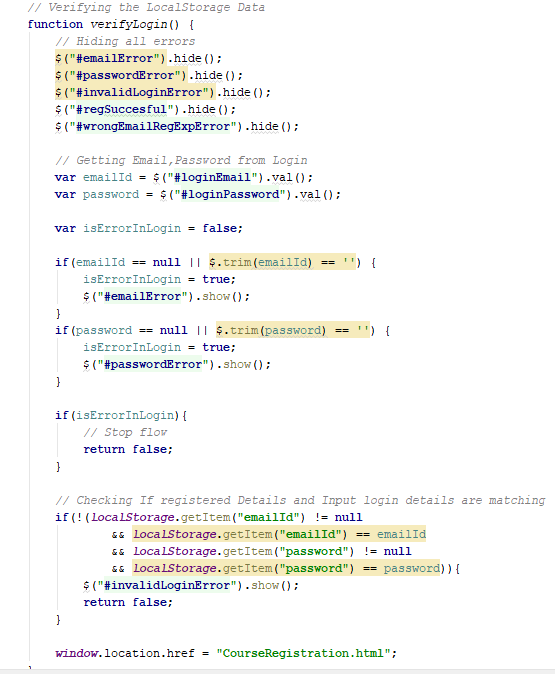 // Verifying the LocalStorage Data
function verifyLogin() {
// Hiding all errors
$("#emailError").hide();
$("#passwordError").hide();
$("#invalidLoginError").hide();
$("#regSuccesful").hide();
$("#wrongEmailRegExpError").hide();
// Getting Email,Password from Login
var emailId = $("#loginEmail").val();
var password = $("#loginPassword").val();
var isErrorInLogin = false;
if(emailId == null || $.trim(emailId) == '') {
isErrorInLogin = true;
$("#emailError").show();
}
if(password == null || $.trim(password) == '') {
isErrorInLogin = true;
$("#passwordError").show();
}
if(isErrorInLogin){
// Stop flow
return false;
}
// Checking If registered Details and Input login details are matching
if(!(localStorage.getItem("emailId") != null
&& localStorage.getItem("emailId") == emailId
&& localStorage.getItem("password") != null
&& localStorage.getItem("password") == password)){
$("#invalidLoginError").show();
return false;
}
window.location.href = "CourseRegistration.html";